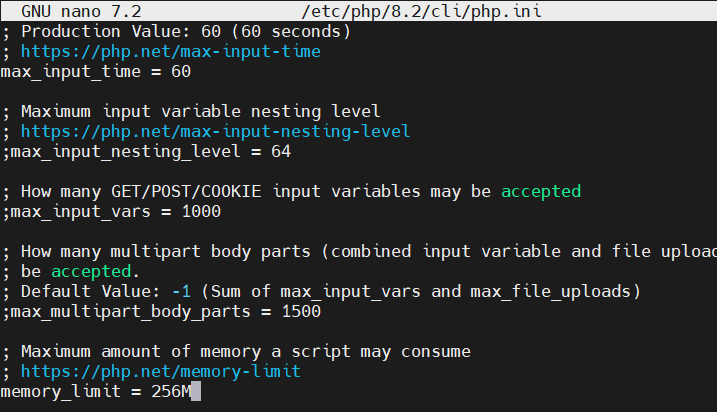 GNU nano 7.2 /etc/php/8.2/cli/php.ini
; Production Value: 60 (60 seconds)
; https://php.net/max-input-time
max_input_time = 60
; Maximum input variable nesting level
; https://php.net/max-input-nesting-level
;max_input_nesting_level = 64
; How many GET/POST/COOKIE input variables may be accepted
;max_input_vars = 1000
; How many multipart body parts (combined input variable and file upload
; be accepted.
; Default Value: -1 (Sum of max_input_vars and max_file_uploads)
;max_multipart_body_parts = 1500
; Maximum amount of memory a script may consume
; https://php.net/memory-limit
memory_limit = 256M